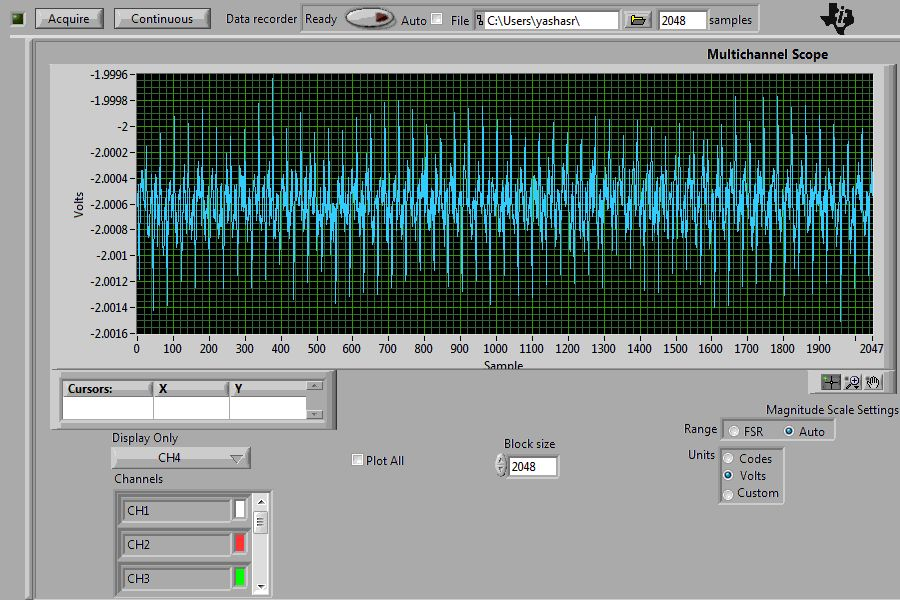 Acquire Continuous Data recorder Ready Auto File C:\Users\yashasr\ 2048 samples
Multichannel Scope
-1.9996
-1.9998
-2
-2.0002
-2.0004
-2.0006
-2.0008
-2.001
-2.0012
-2.0014
-2.0016
Volts
0 100 200 300 400 500 600 700 800 900 1000 1100 1200 1300 1400 1500 1600 1700 1800 1900 2047
Sample
Cursors: X Y
Magnitude Scale Settings
Range FSR Auto
Display Only
CH4
Block size
2048
Plot All
Units Codes
Volts
Custom
Channels
CH1
CH2
CH3